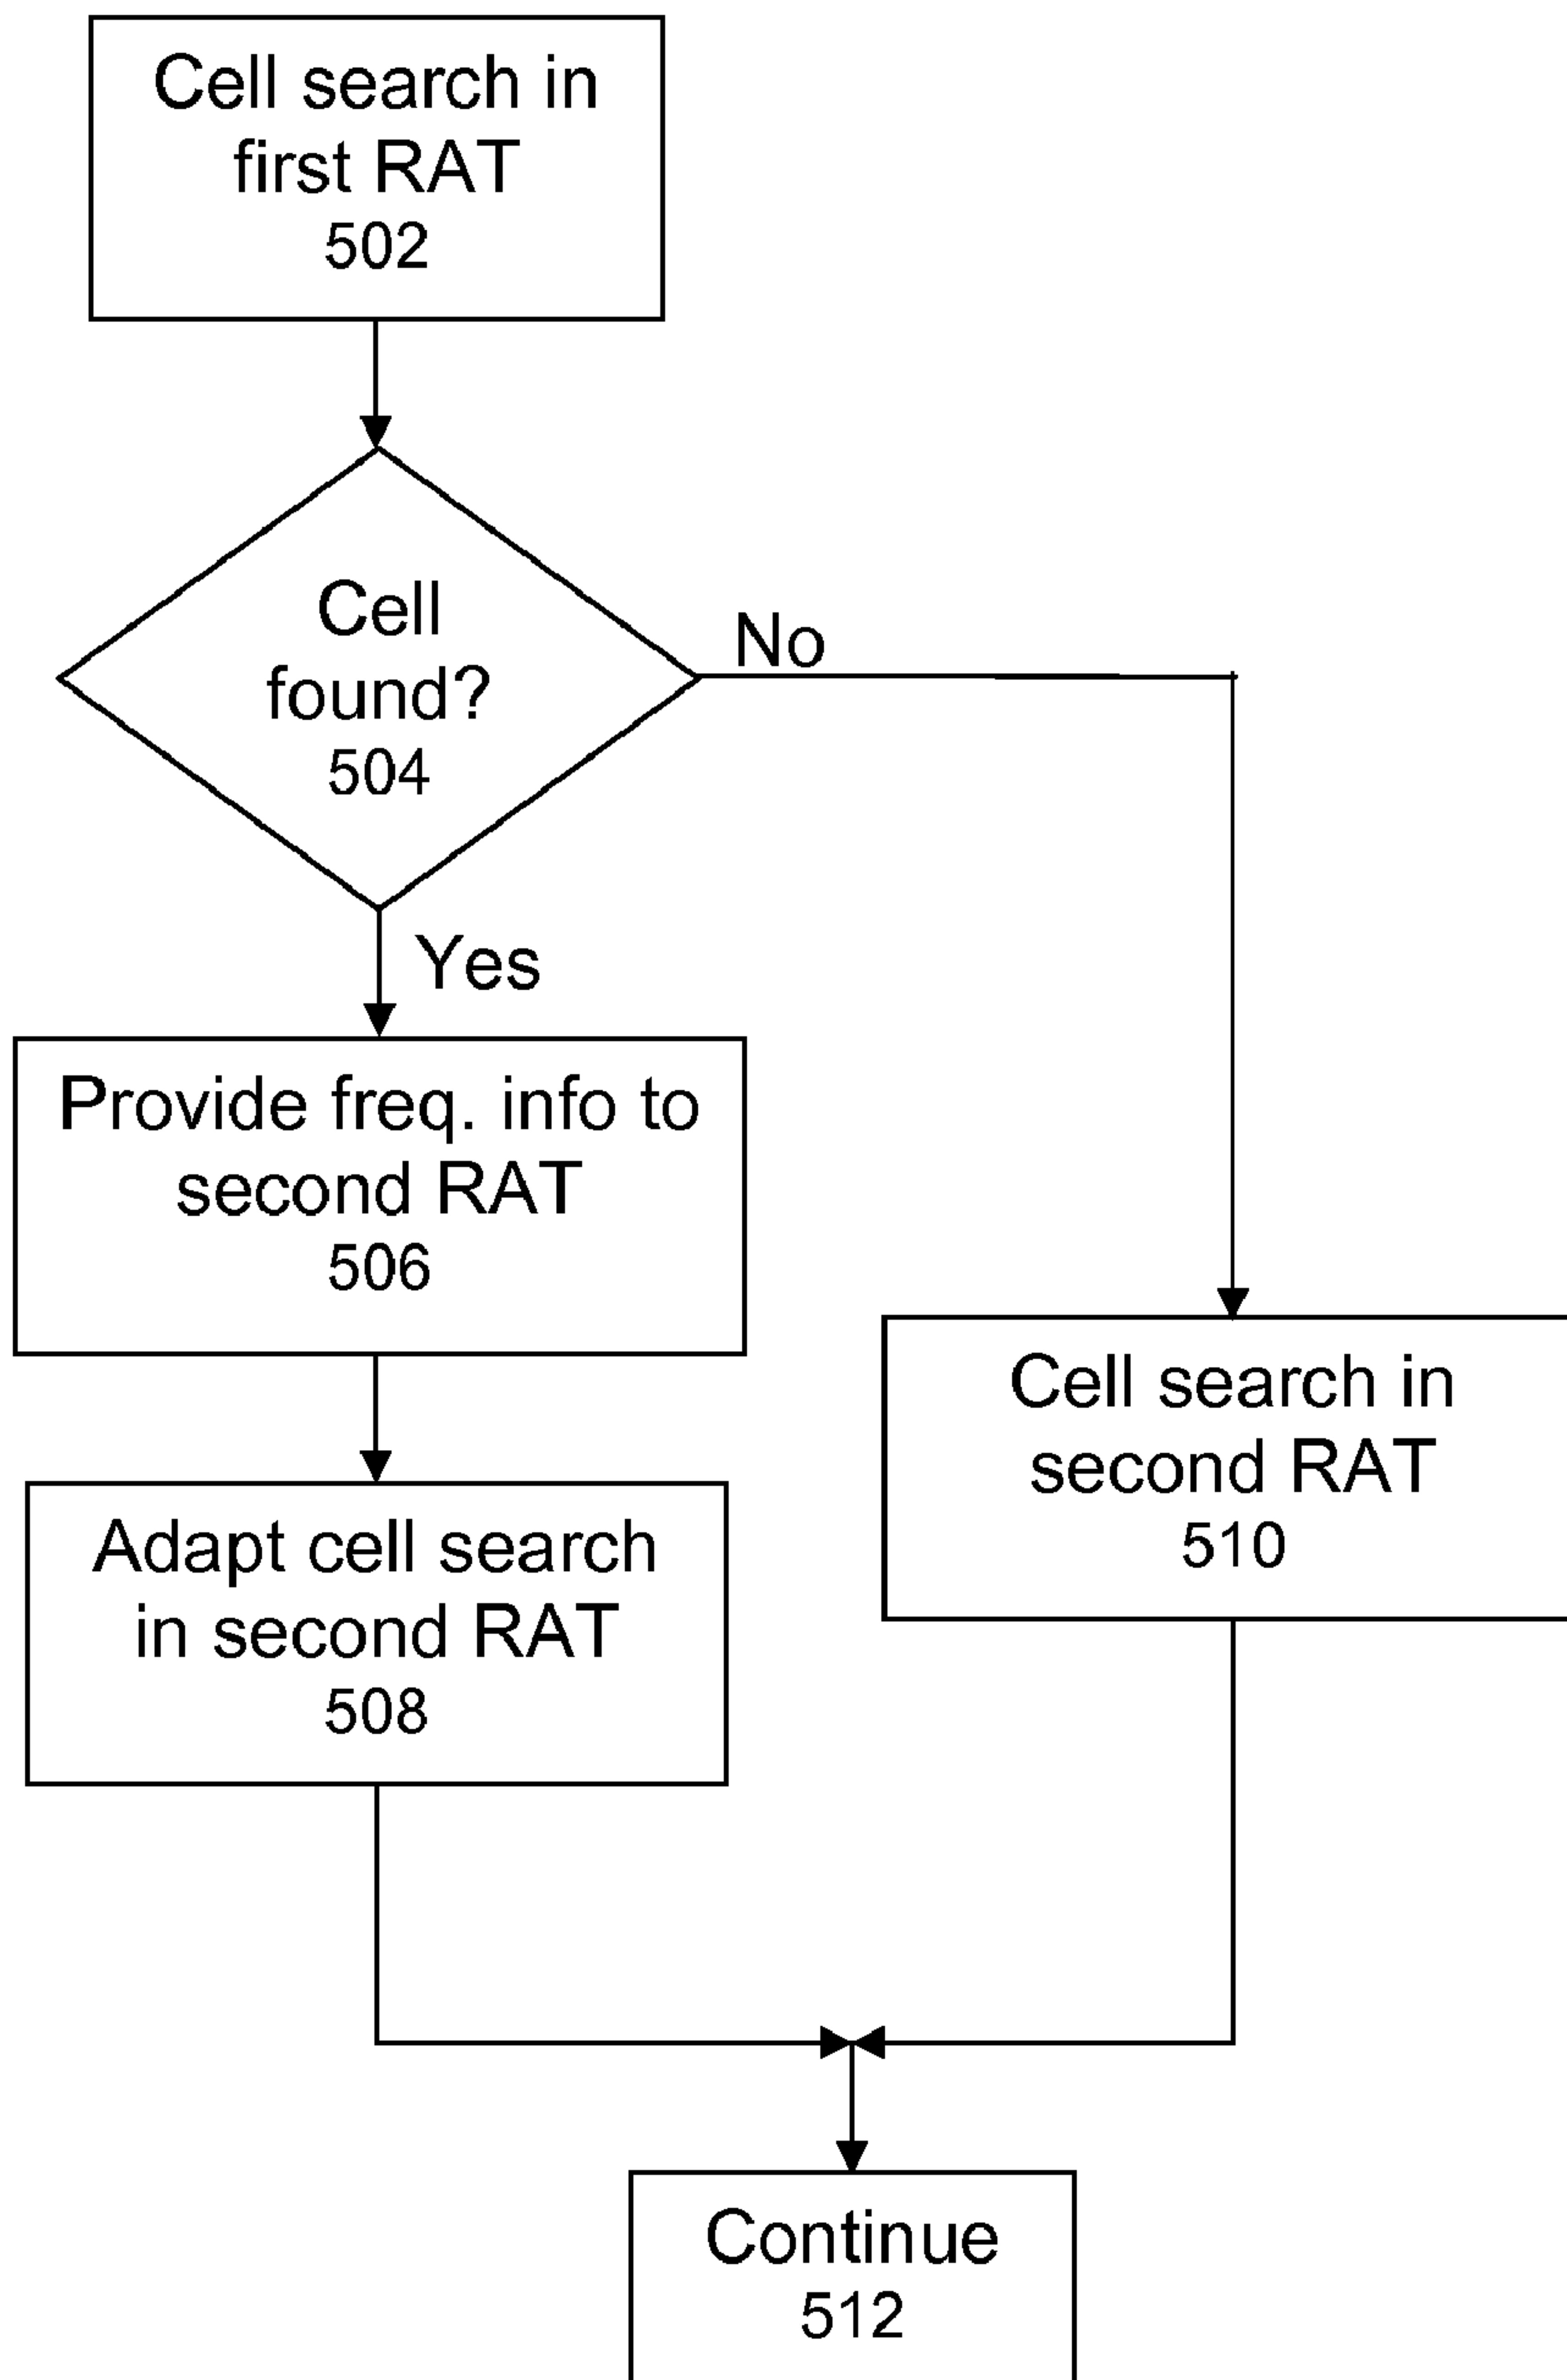 Cell search in
first RAT
502
Cell
found?
504
No
Yes
Provide freq. info to
second RAT
506
Cell search in
second RAT
510
Adapt cell search
in second RAT
508
Continue
512